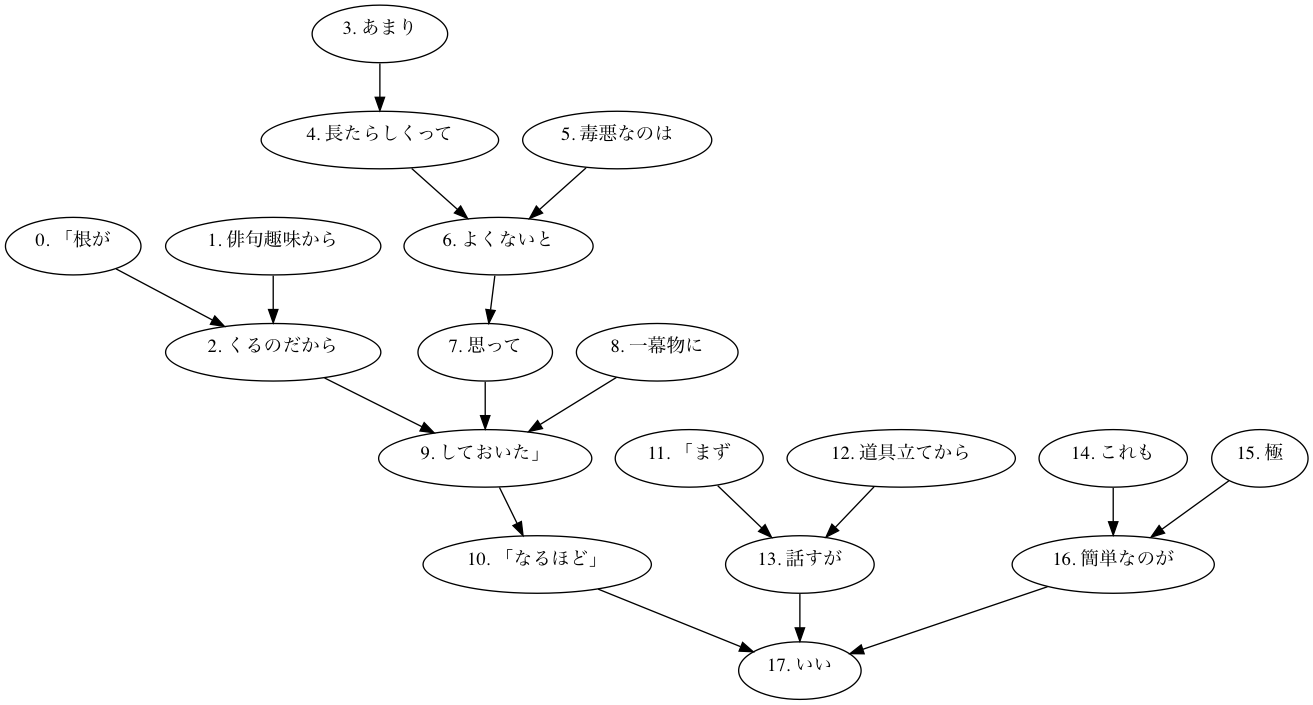 3. あまり
4. 長たらしくって
5. 毒悪なのは
0. 「根が
1. 俳句趣味から
6. よくないと
2. くるのだから
7. 思って
8. 一幕物に
9. しておいた」
11. 「まず
12. 道具立てから
14. これも
15. 極
10. 「なるほど」
13. 話すが
16. 簡単なのが
17. いい